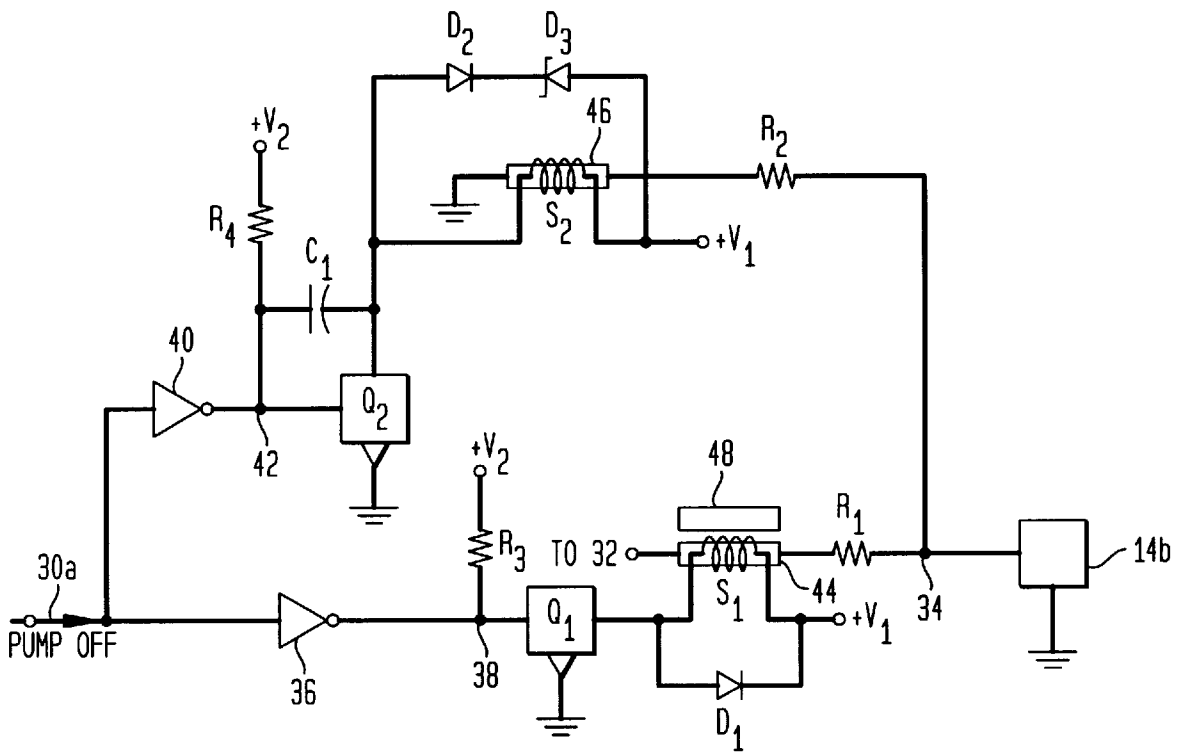 D2
D3
46
+V2
R2
R4
S2
C1
+V1
40
Q2
42
+V2
48
R3
TO 32
R1
14b
30a
S1
44
34
Q1
+V1
PUMP OFF
36
38
D1